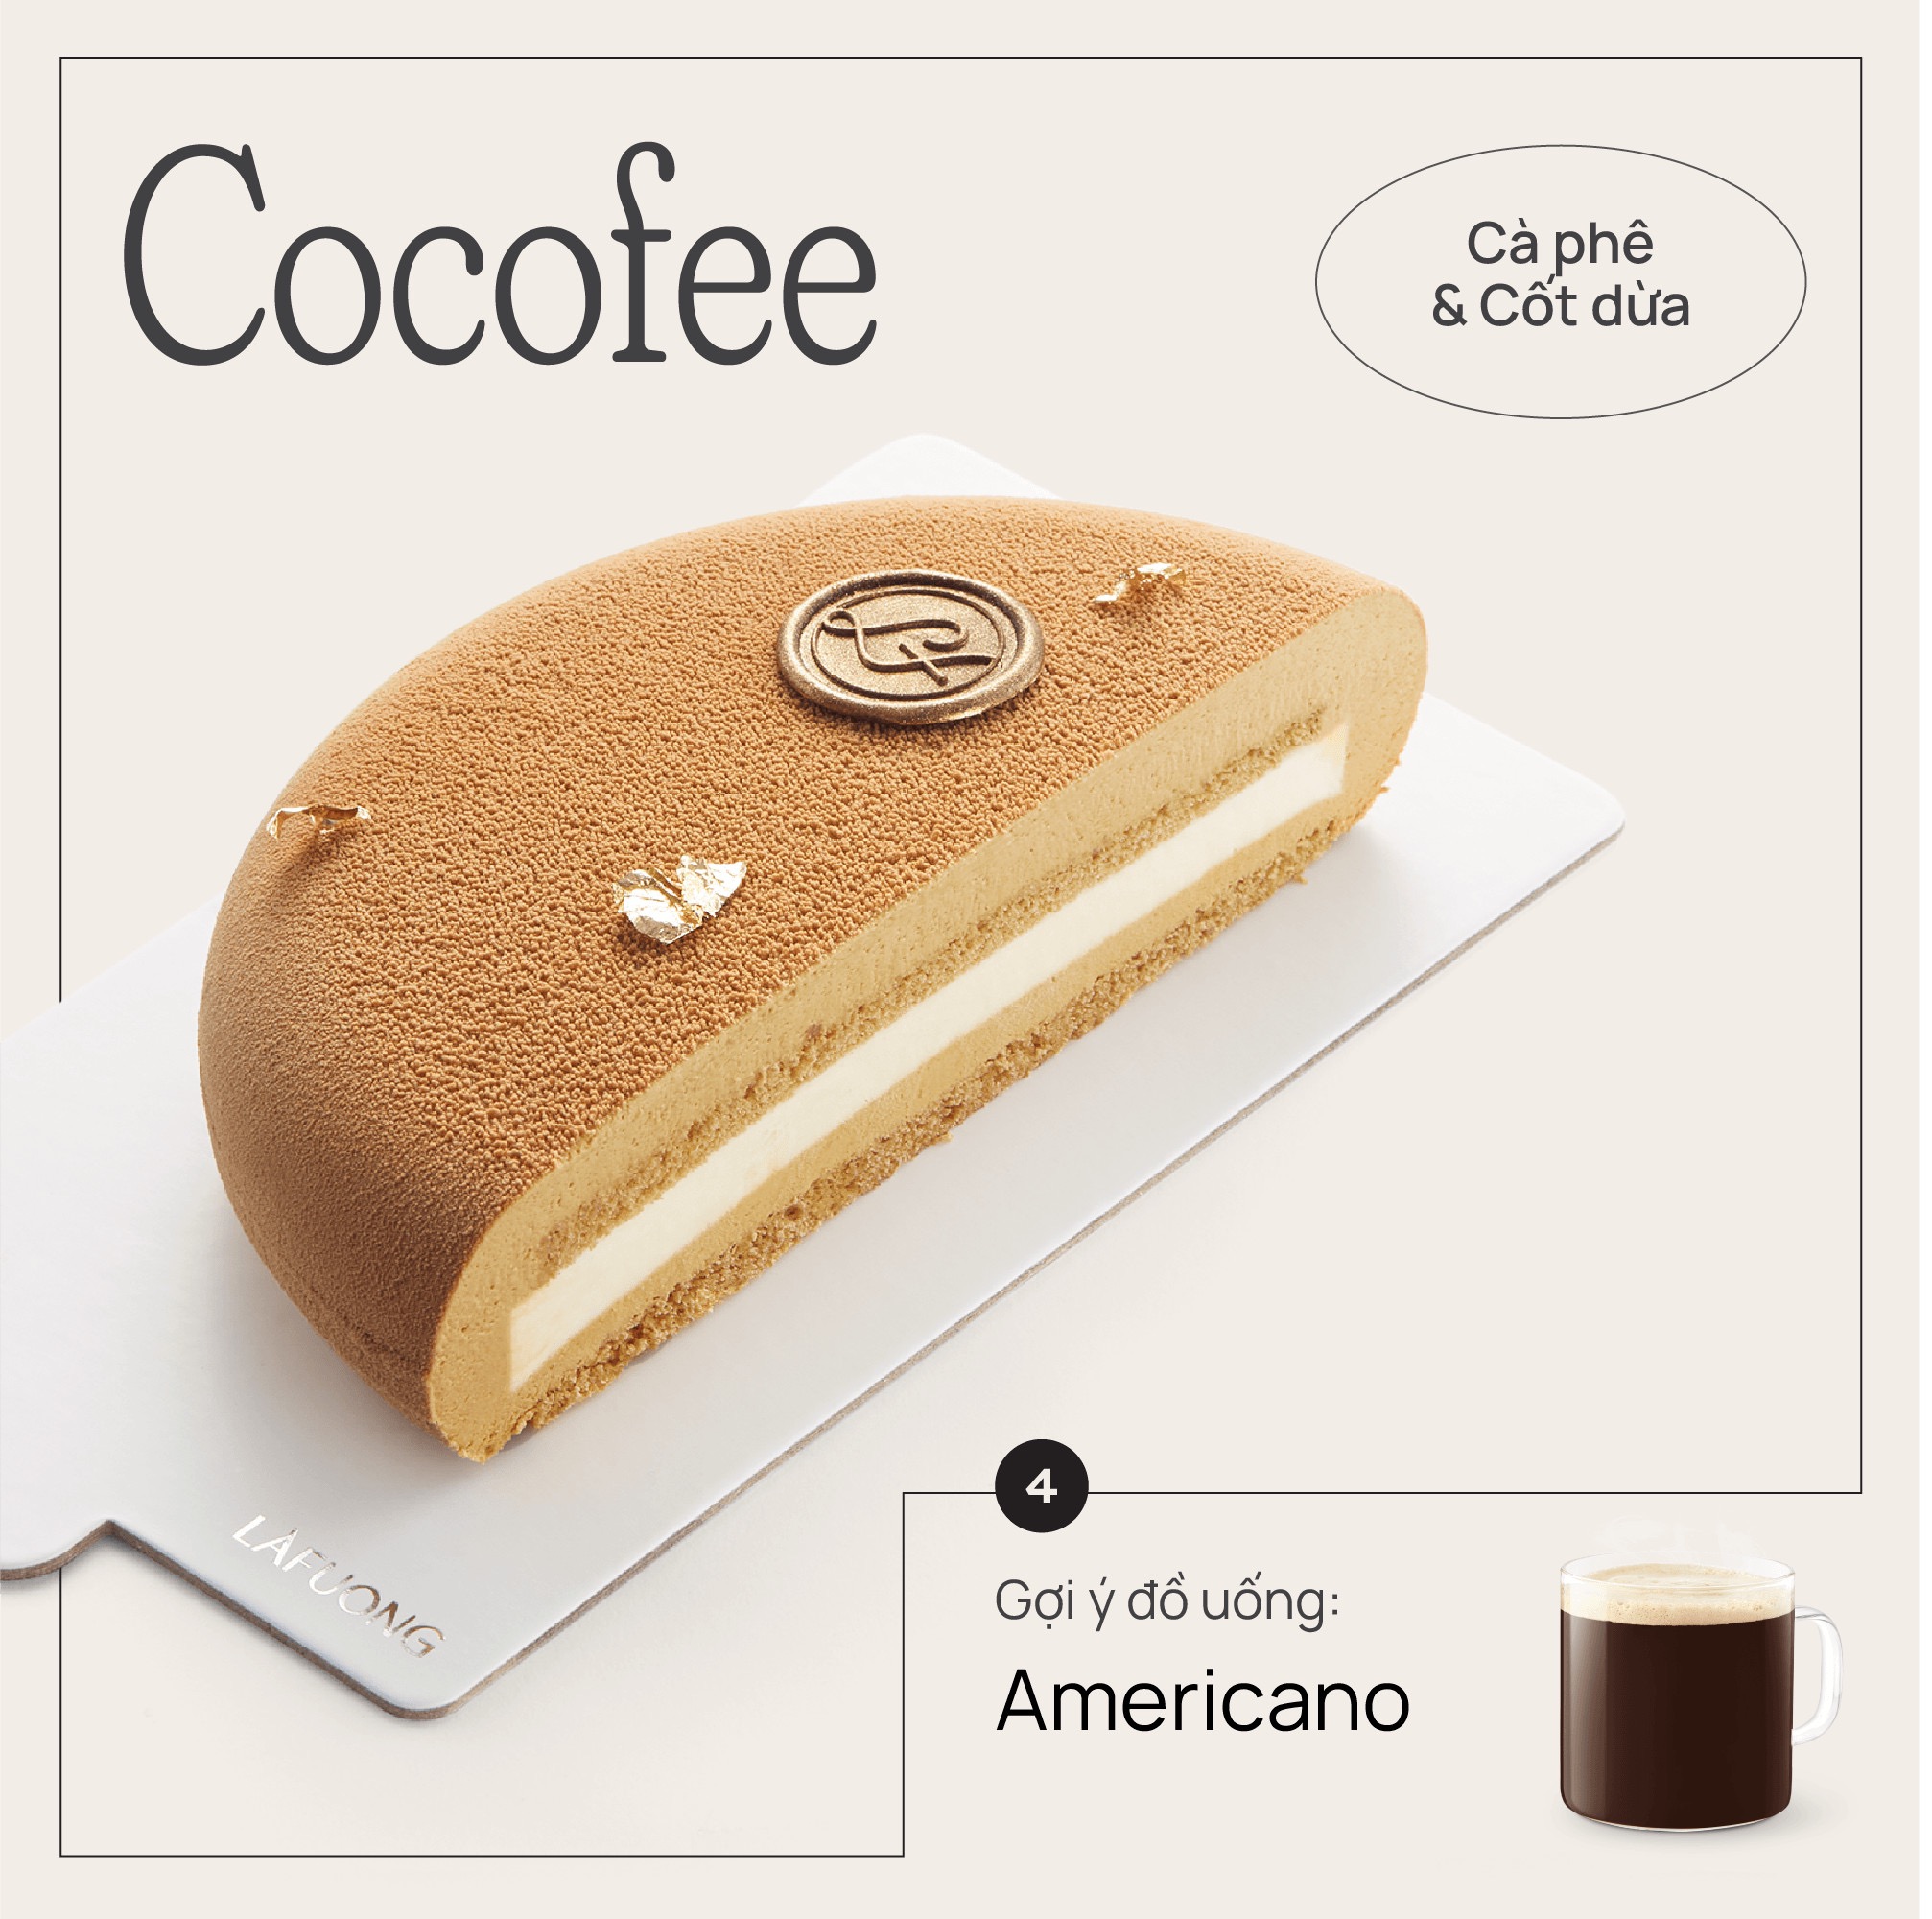 Cocofee
Cà phê
& Cốt dừa
LAFUONG
4
Gợi ý đồ uống:
Americano